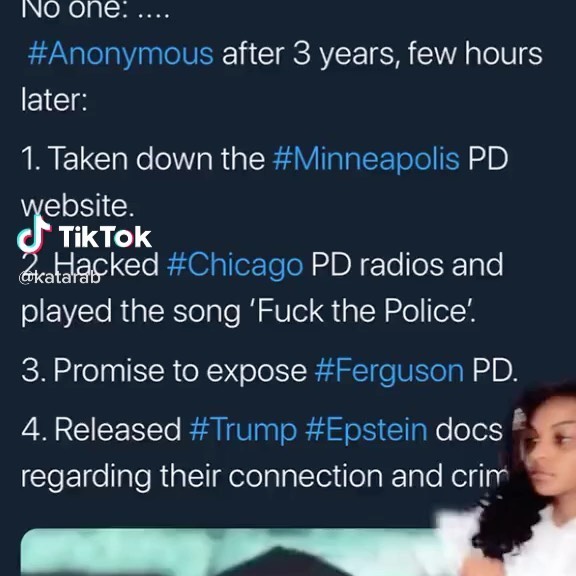 No one: ....
#Anonymous after 3 years, few hours
later:
1. Taken down the #Minneapolis PD
website.
TikTok
@katarab
2. Hacked #Chicago PD radios and
played the song ‘Fuck the Police’.
3. Promise to expose #Ferguson PD.
4. Released #Trump #Epstein docs
regarding their connection and crim